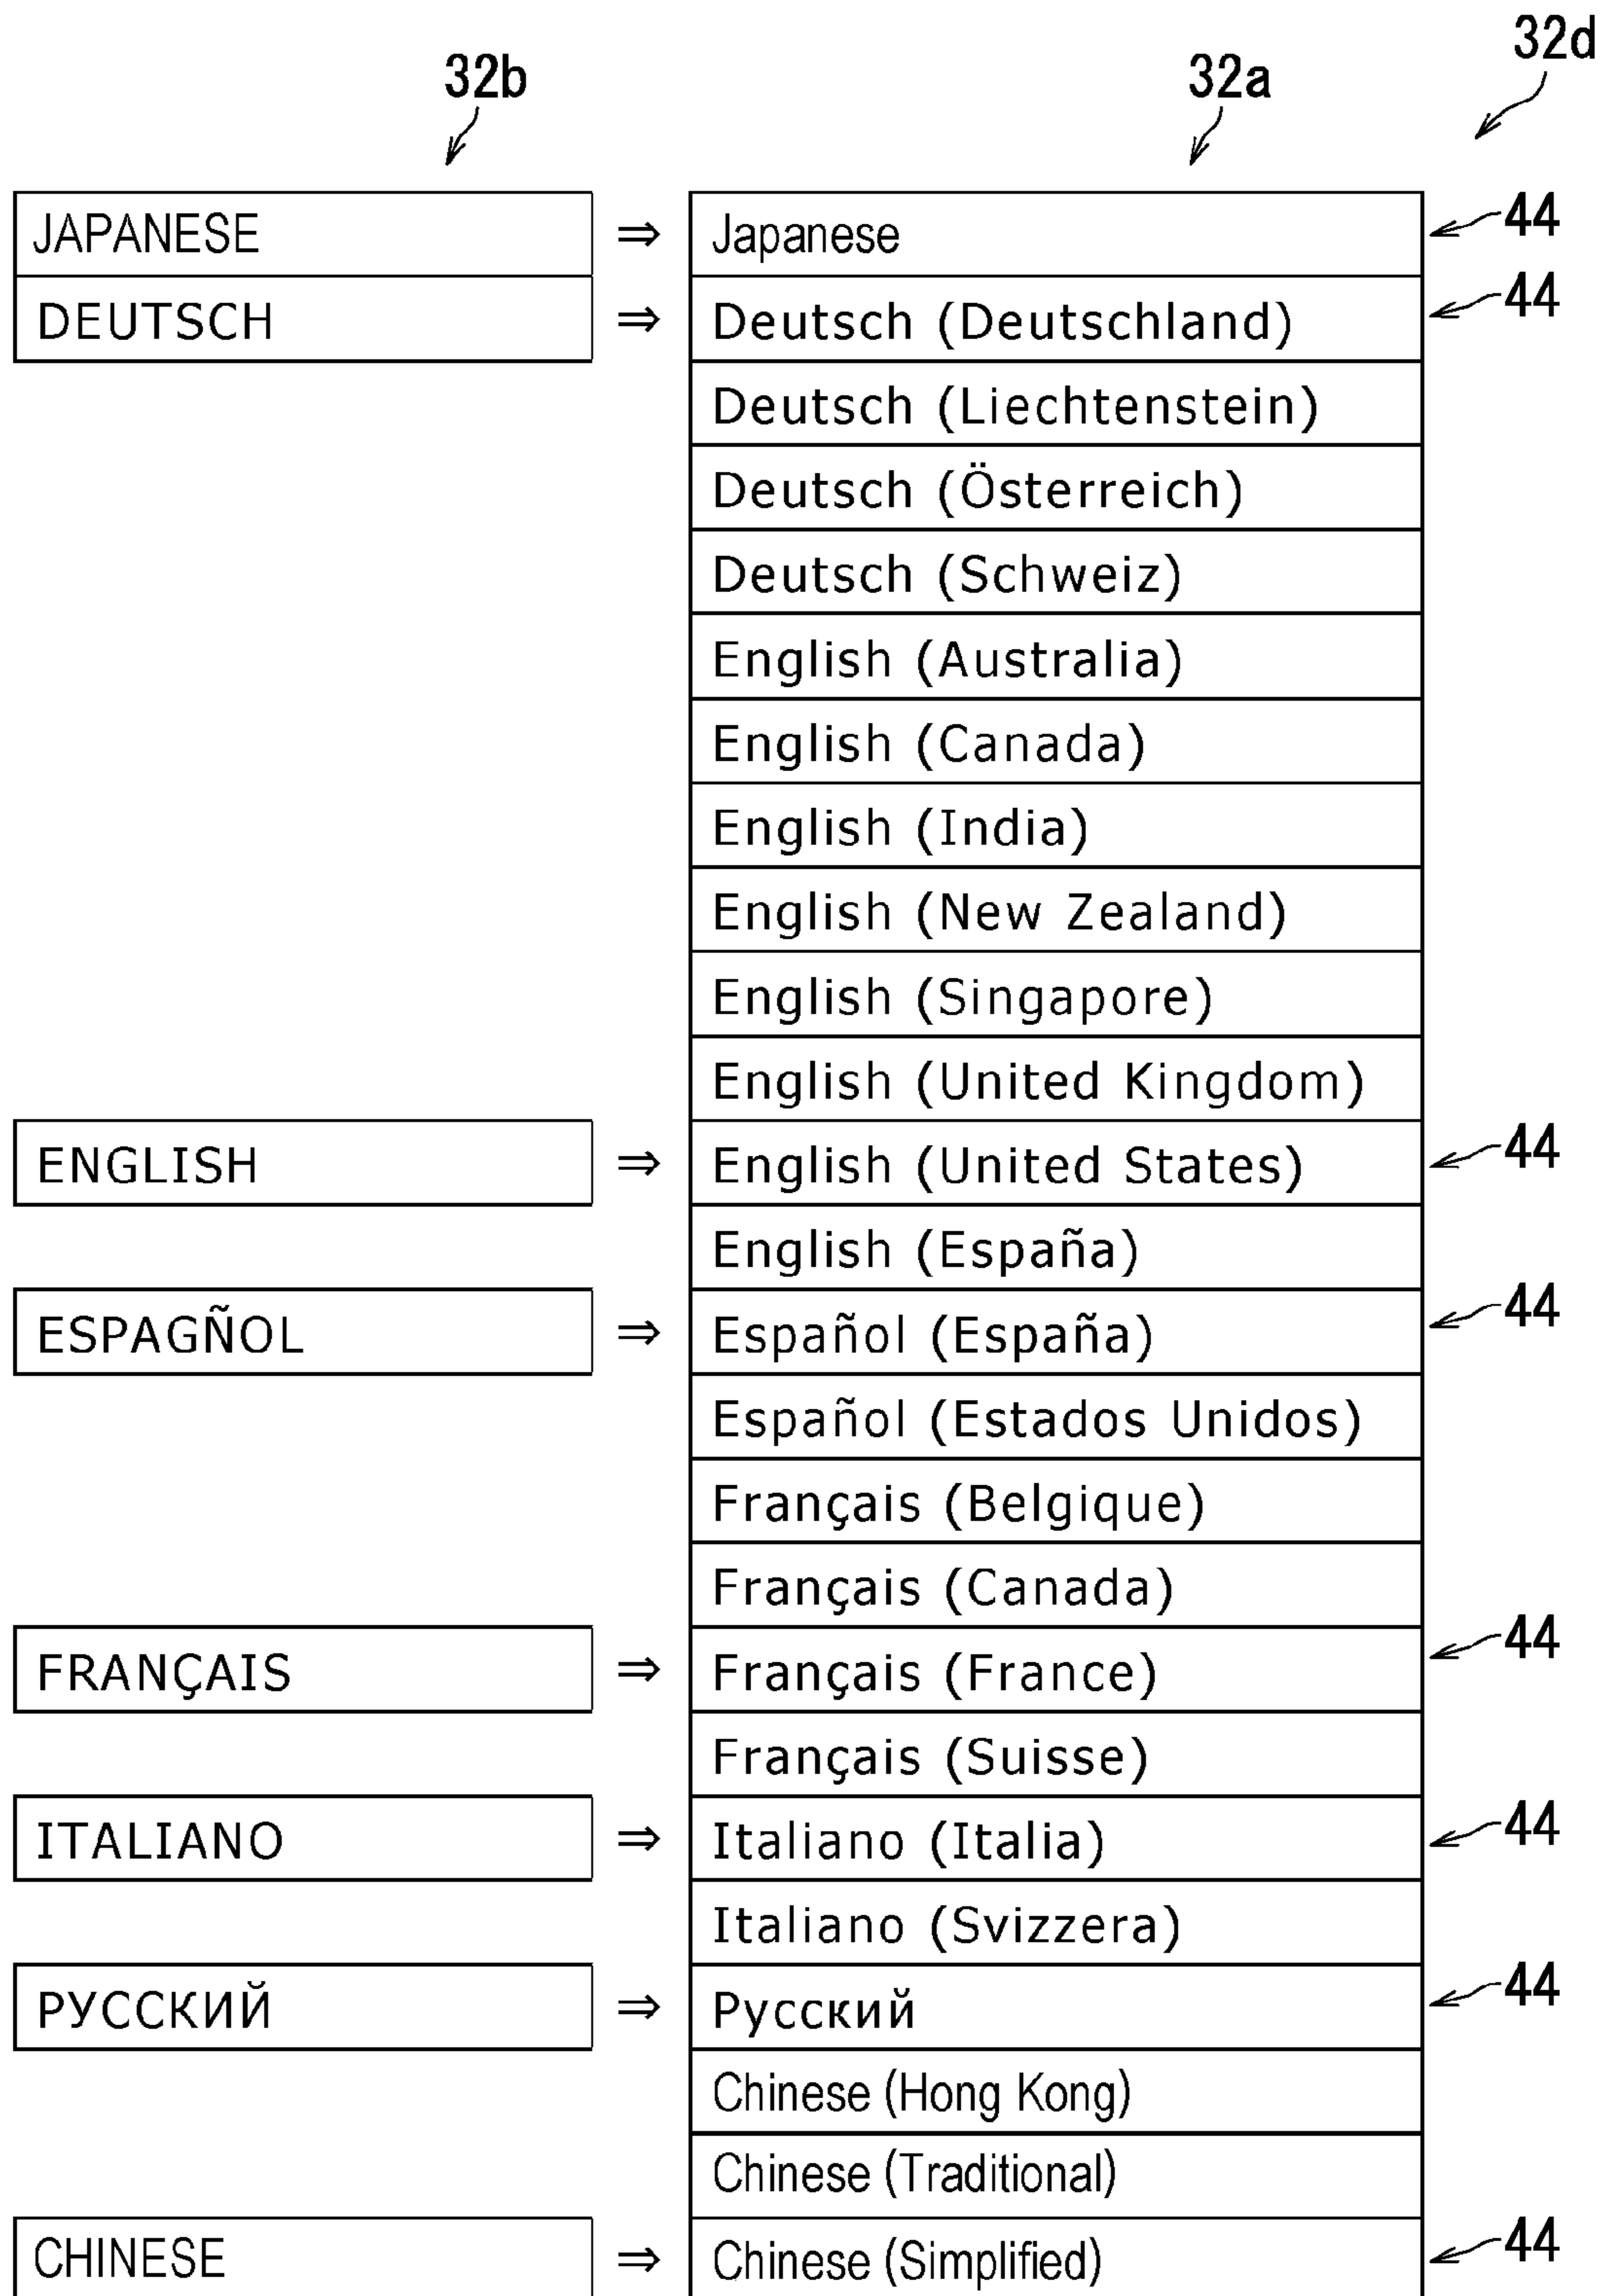 32d
32b 32a
JAPANESE ⇒ Japanese 44
DEUTSCH ⇒ Deutsch (Deutschland) 44
Deutsch (Liechtenstein)
Deutsch (Österreich)
Deutsch (Schweiz)
English (Australia)
English (Canada)
English (India)
English (New Zealand)
English (Singapore)
English (United Kingdom)
ENGLISH ⇒ English (United States) 44
English (España)
ESPAGÑOL ⇒ Español (España) 44
Español (Estados Unidos)
Français (Belgique)
Français (Canada)
FRANÇAIS ⇒ Français (France) 44
Français (Suisse)
ITALIANO ⇒ Italiano (Italia) 44
Italiano (Svizzera)
РУССКИЙ ⇒ Русский 44
Chinese (Hong Kong)
Chinese (Traditional)
CHINESE ⇒ Chinese (Simplified) 44